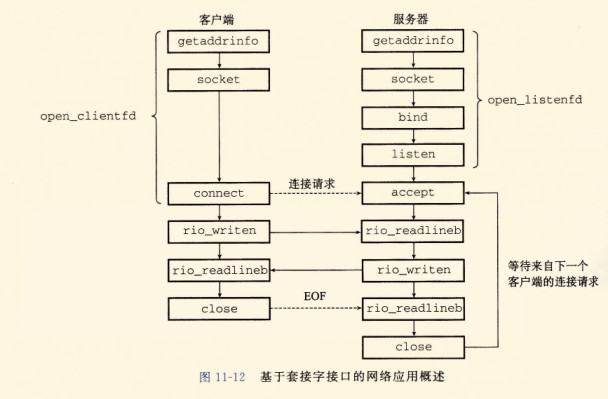 客户端
服务器
getaddrinfo
getaddrinfo
socket
socket
open_clientfd
open_listenfd
bind
listen
连接请求
connect
accept
rio_writen
rio_readlineb
rio_readlineb
rio_writen
等待来自下一个
客户端的连接请求
EOF
close
rio_readlineb
close
图 11-12 基于套接字接口的网络应用概述